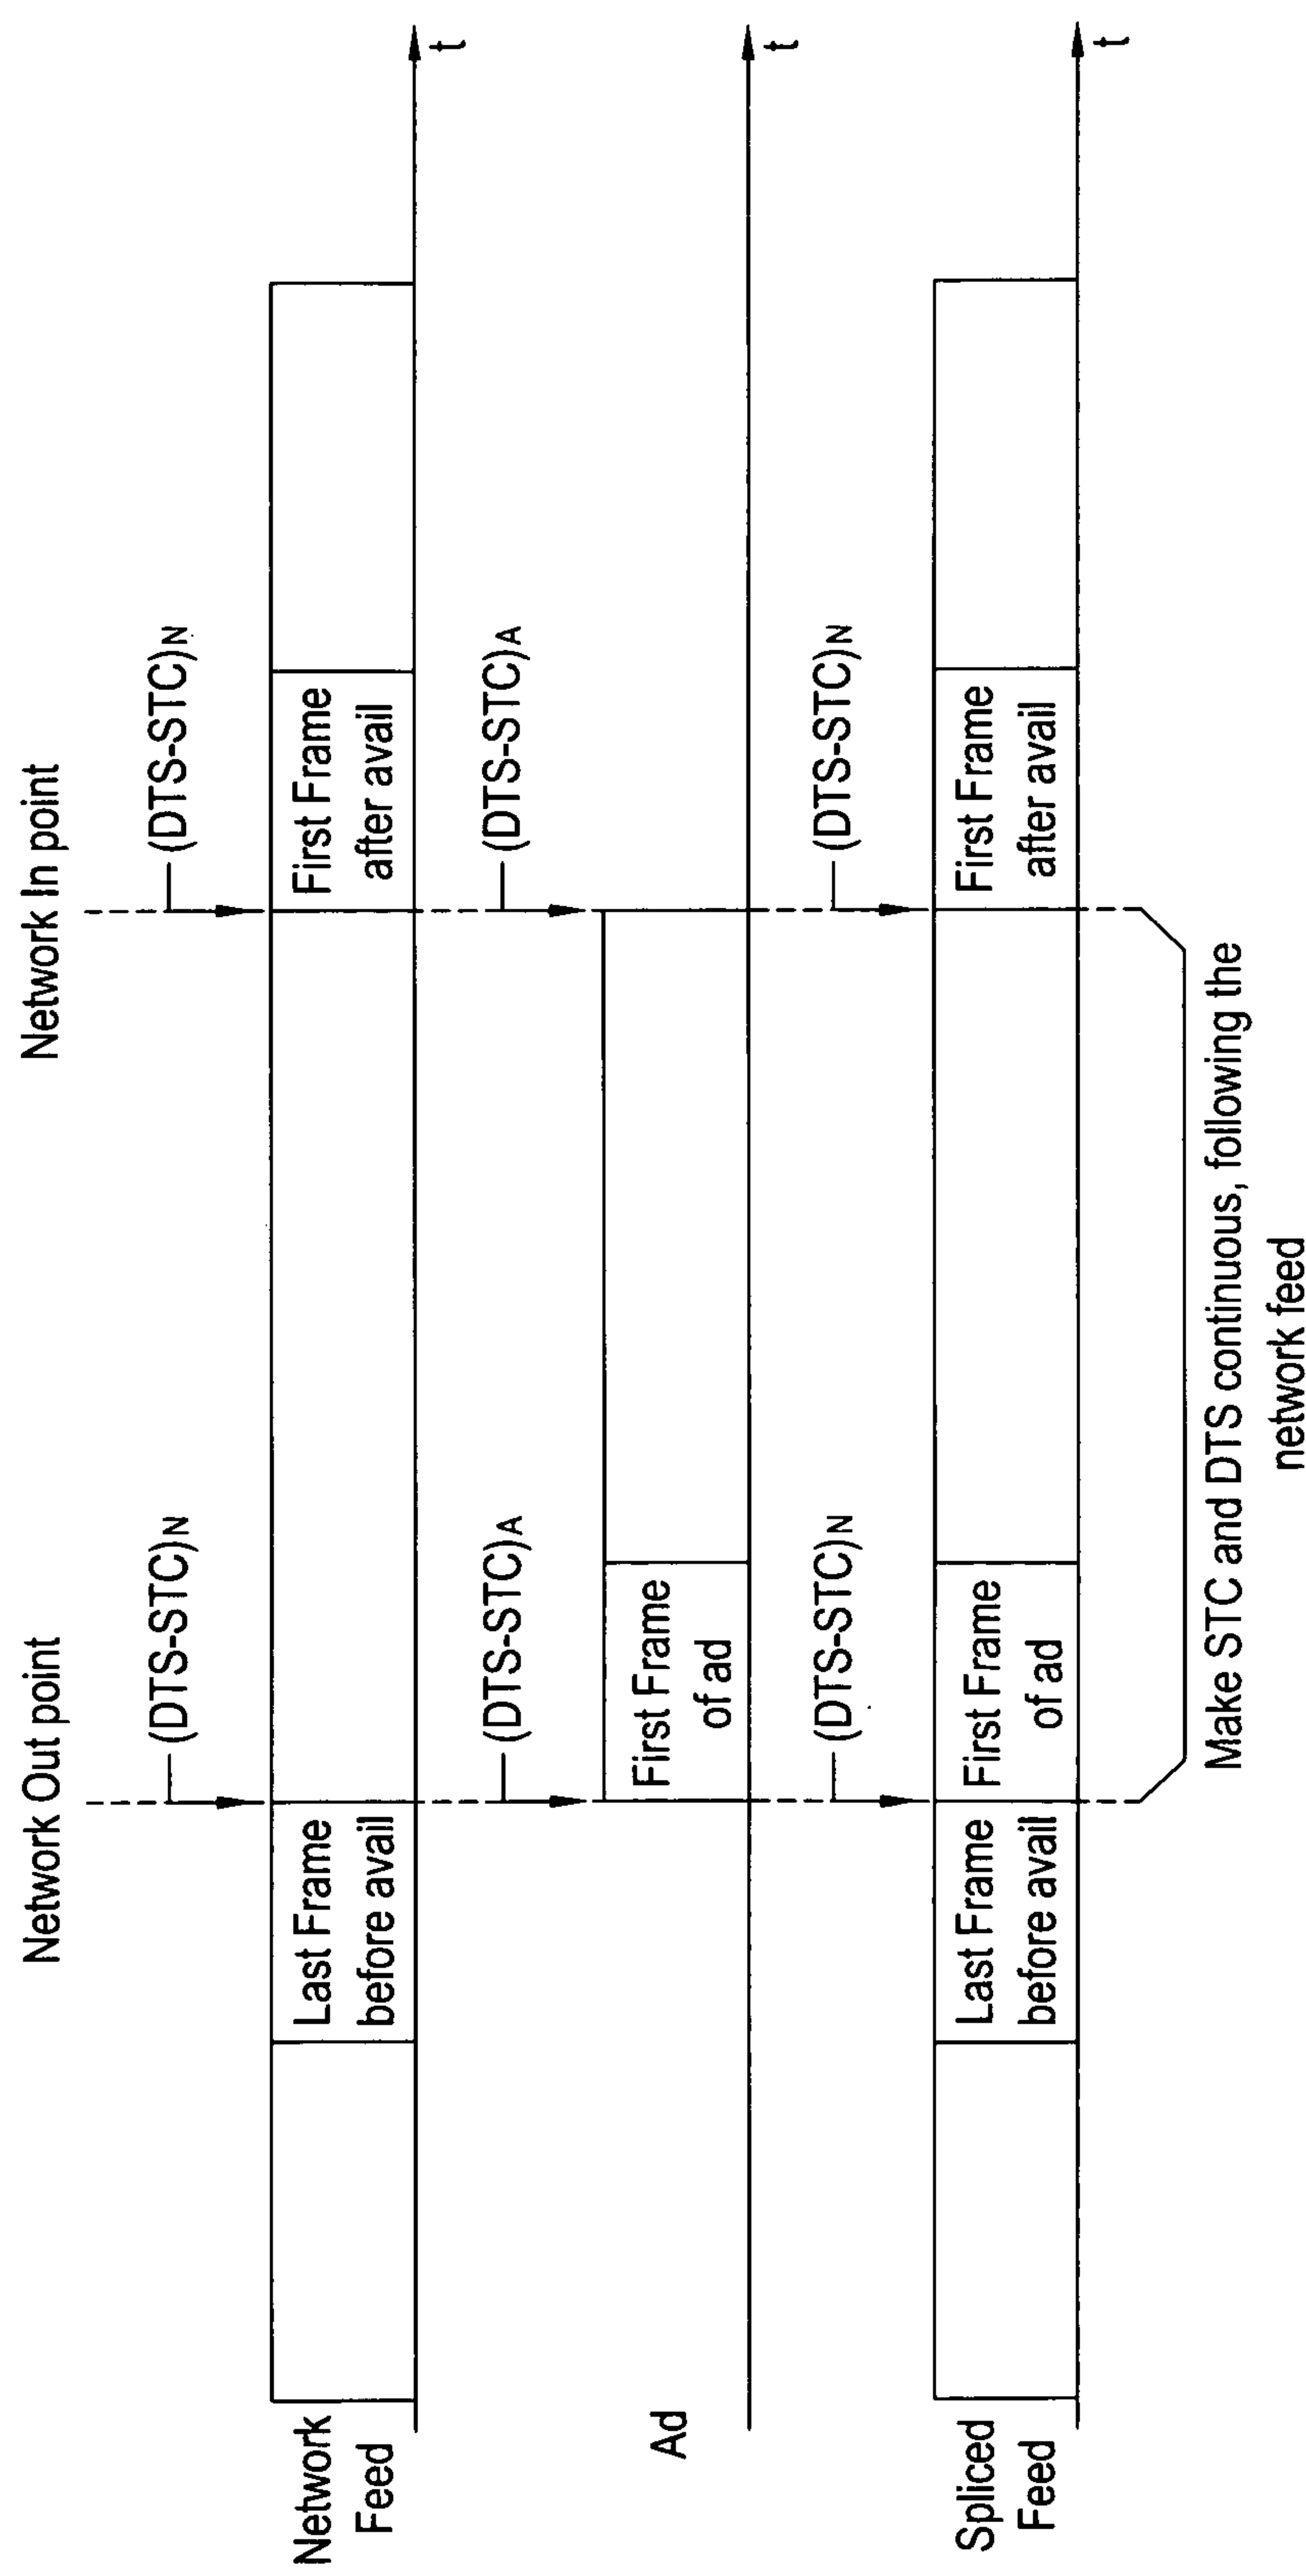 Network Out point
Network In point
(DTS-STC)N
(DTS-STC)N
Network
Feed
Last Frame
before avail
First Frame
after avail
t
(DTS-STC)A
(DTS-STC)A
Ad
First Frame
of ad
t
(DTS-STC)N
(DTS-STC)N
Spliced
Feed
Last Frame
before avail
First Frame
of ad
First Frame
after avail
t
Make STC and DTS continuous, following the
network feed